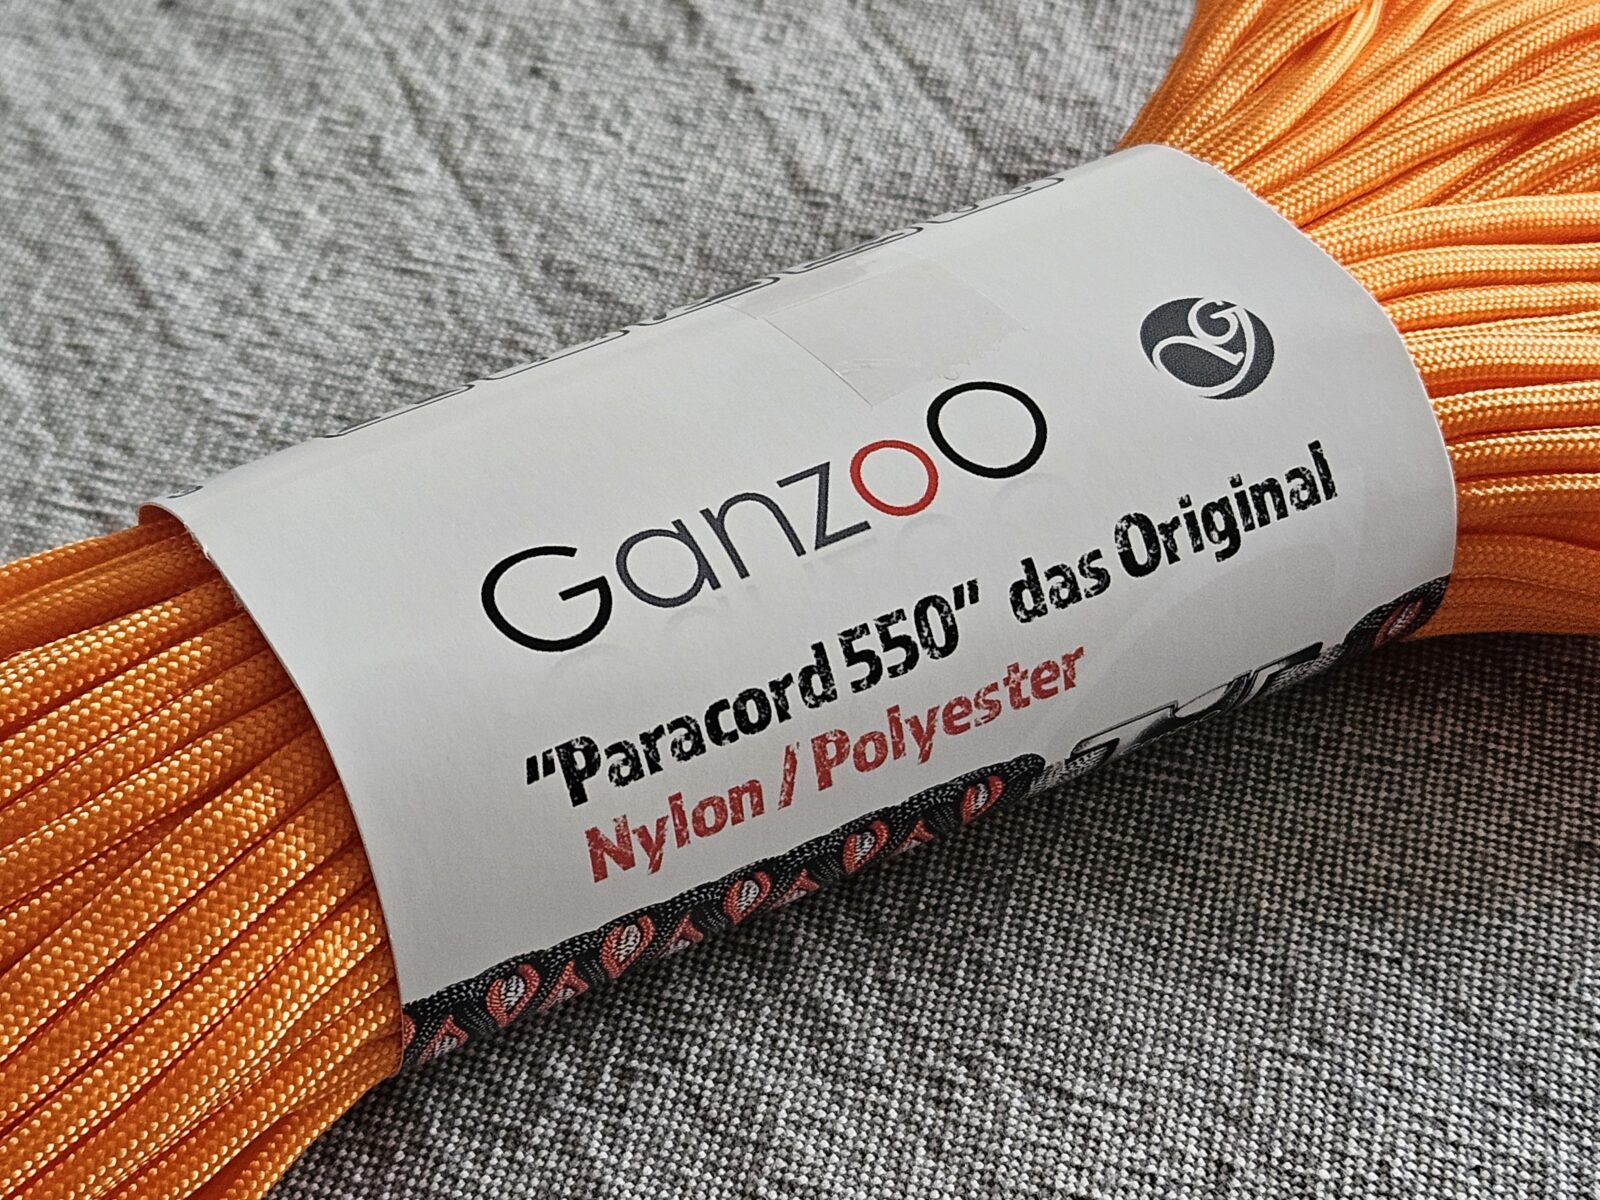 GanzoO
“Paracord 550” das Original
Nylon / Polyester